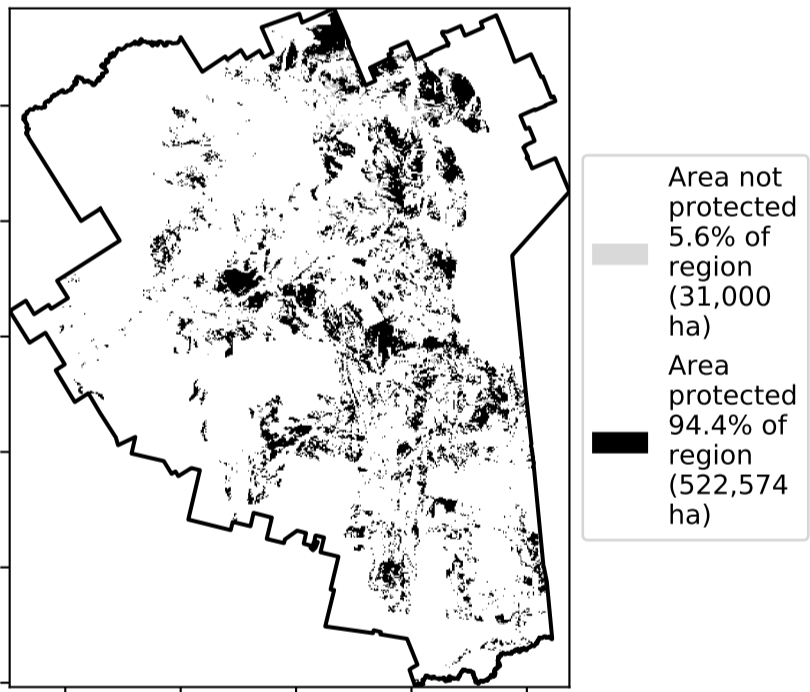 Area not
protected
5.6% of
region
(31,000
ha)
Area
protected
94.4% of
region
(522,574
ha)